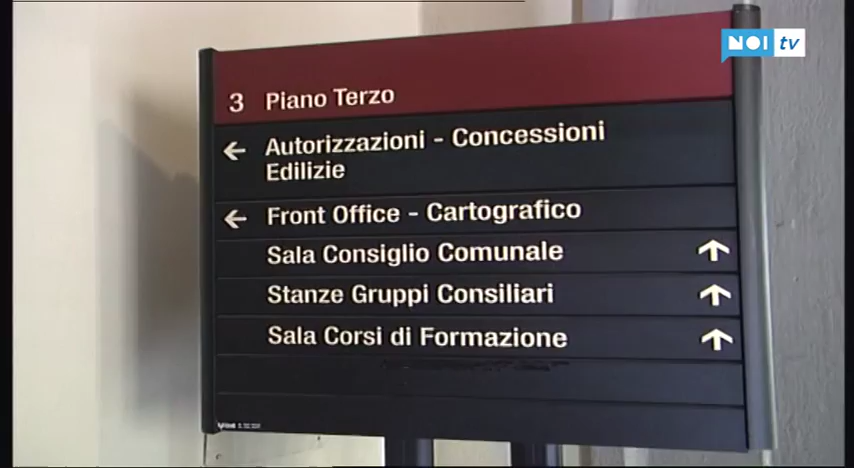 NOI tv
3 Piano Terzo
← Autorizzazioni - Concessioni
Edilizie
← Front Office - Cartografico
Sala Consiglio Comunale ↑
Stanze Gruppi Consiliari ↑
Sala Corsi di Formazione ↑